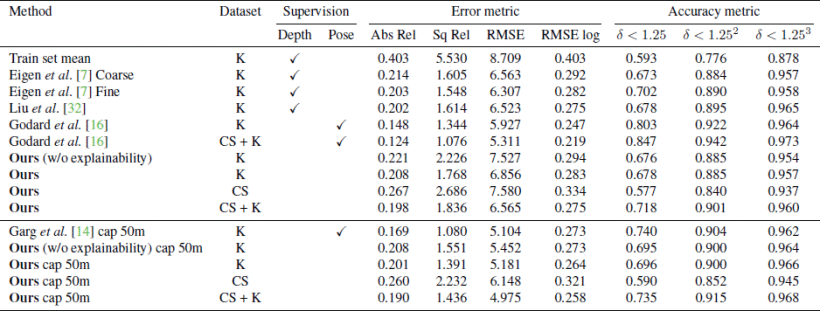 Method Dataset Supervision Error metric Accuracy metric
Depth Pose Abs Rel Sq Rel RMSE RMSE log δ < 1.25 δ < 1.25² δ < 1.25³
Train set mean K ✓ 0.403 5.530 8.709 0.403 0.593 0.776 0.878
Eigen et al. [7] Coarse K ✓ 0.214 1.605 6.563 0.292 0.673 0.884 0.957
Eigen et al. [7] Fine K ✓ 0.203 1.548 6.307 0.282 0.702 0.890 0.958
Liu et al. [32] K ✓ 0.202 1.614 6.523 0.275 0.678 0.895 0.965
Godard et al. [16] K ✓ 0.148 1.344 5.927 0.247 0.803 0.922 0.964
Godard et al. [16] CS + K ✓ 0.124 1.076 5.311 0.219 0.847 0.942 0.973
Ours (w/o explainability) K 0.221 2.226 7.527 0.294 0.676 0.885 0.954
Ours K 0.208 1.768 6.856 0.283 0.678 0.885 0.957
Ours CS 0.267 2.686 7.580 0.334 0.577 0.840 0.937
Ours CS + K 0.198 1.836 6.565 0.275 0.718 0.901 0.960
Garg et al. [14] cap 50m K ✓ 0.169 1.080 5.104 0.273 0.740 0.904 0.962
Ours (w/o explainability) cap 50m K 0.208 1.551 5.452 0.273 0.695 0.900 0.964
Ours cap 50m K 0.201 1.391 5.181 0.264 0.696 0.900 0.966
Ours cap 50m CS 0.260 2.232 6.148 0.321 0.590 0.852 0.945
Ours cap 50m CS + K 0.190 1.436 4.975 0.258 0.735 0.915 0.968